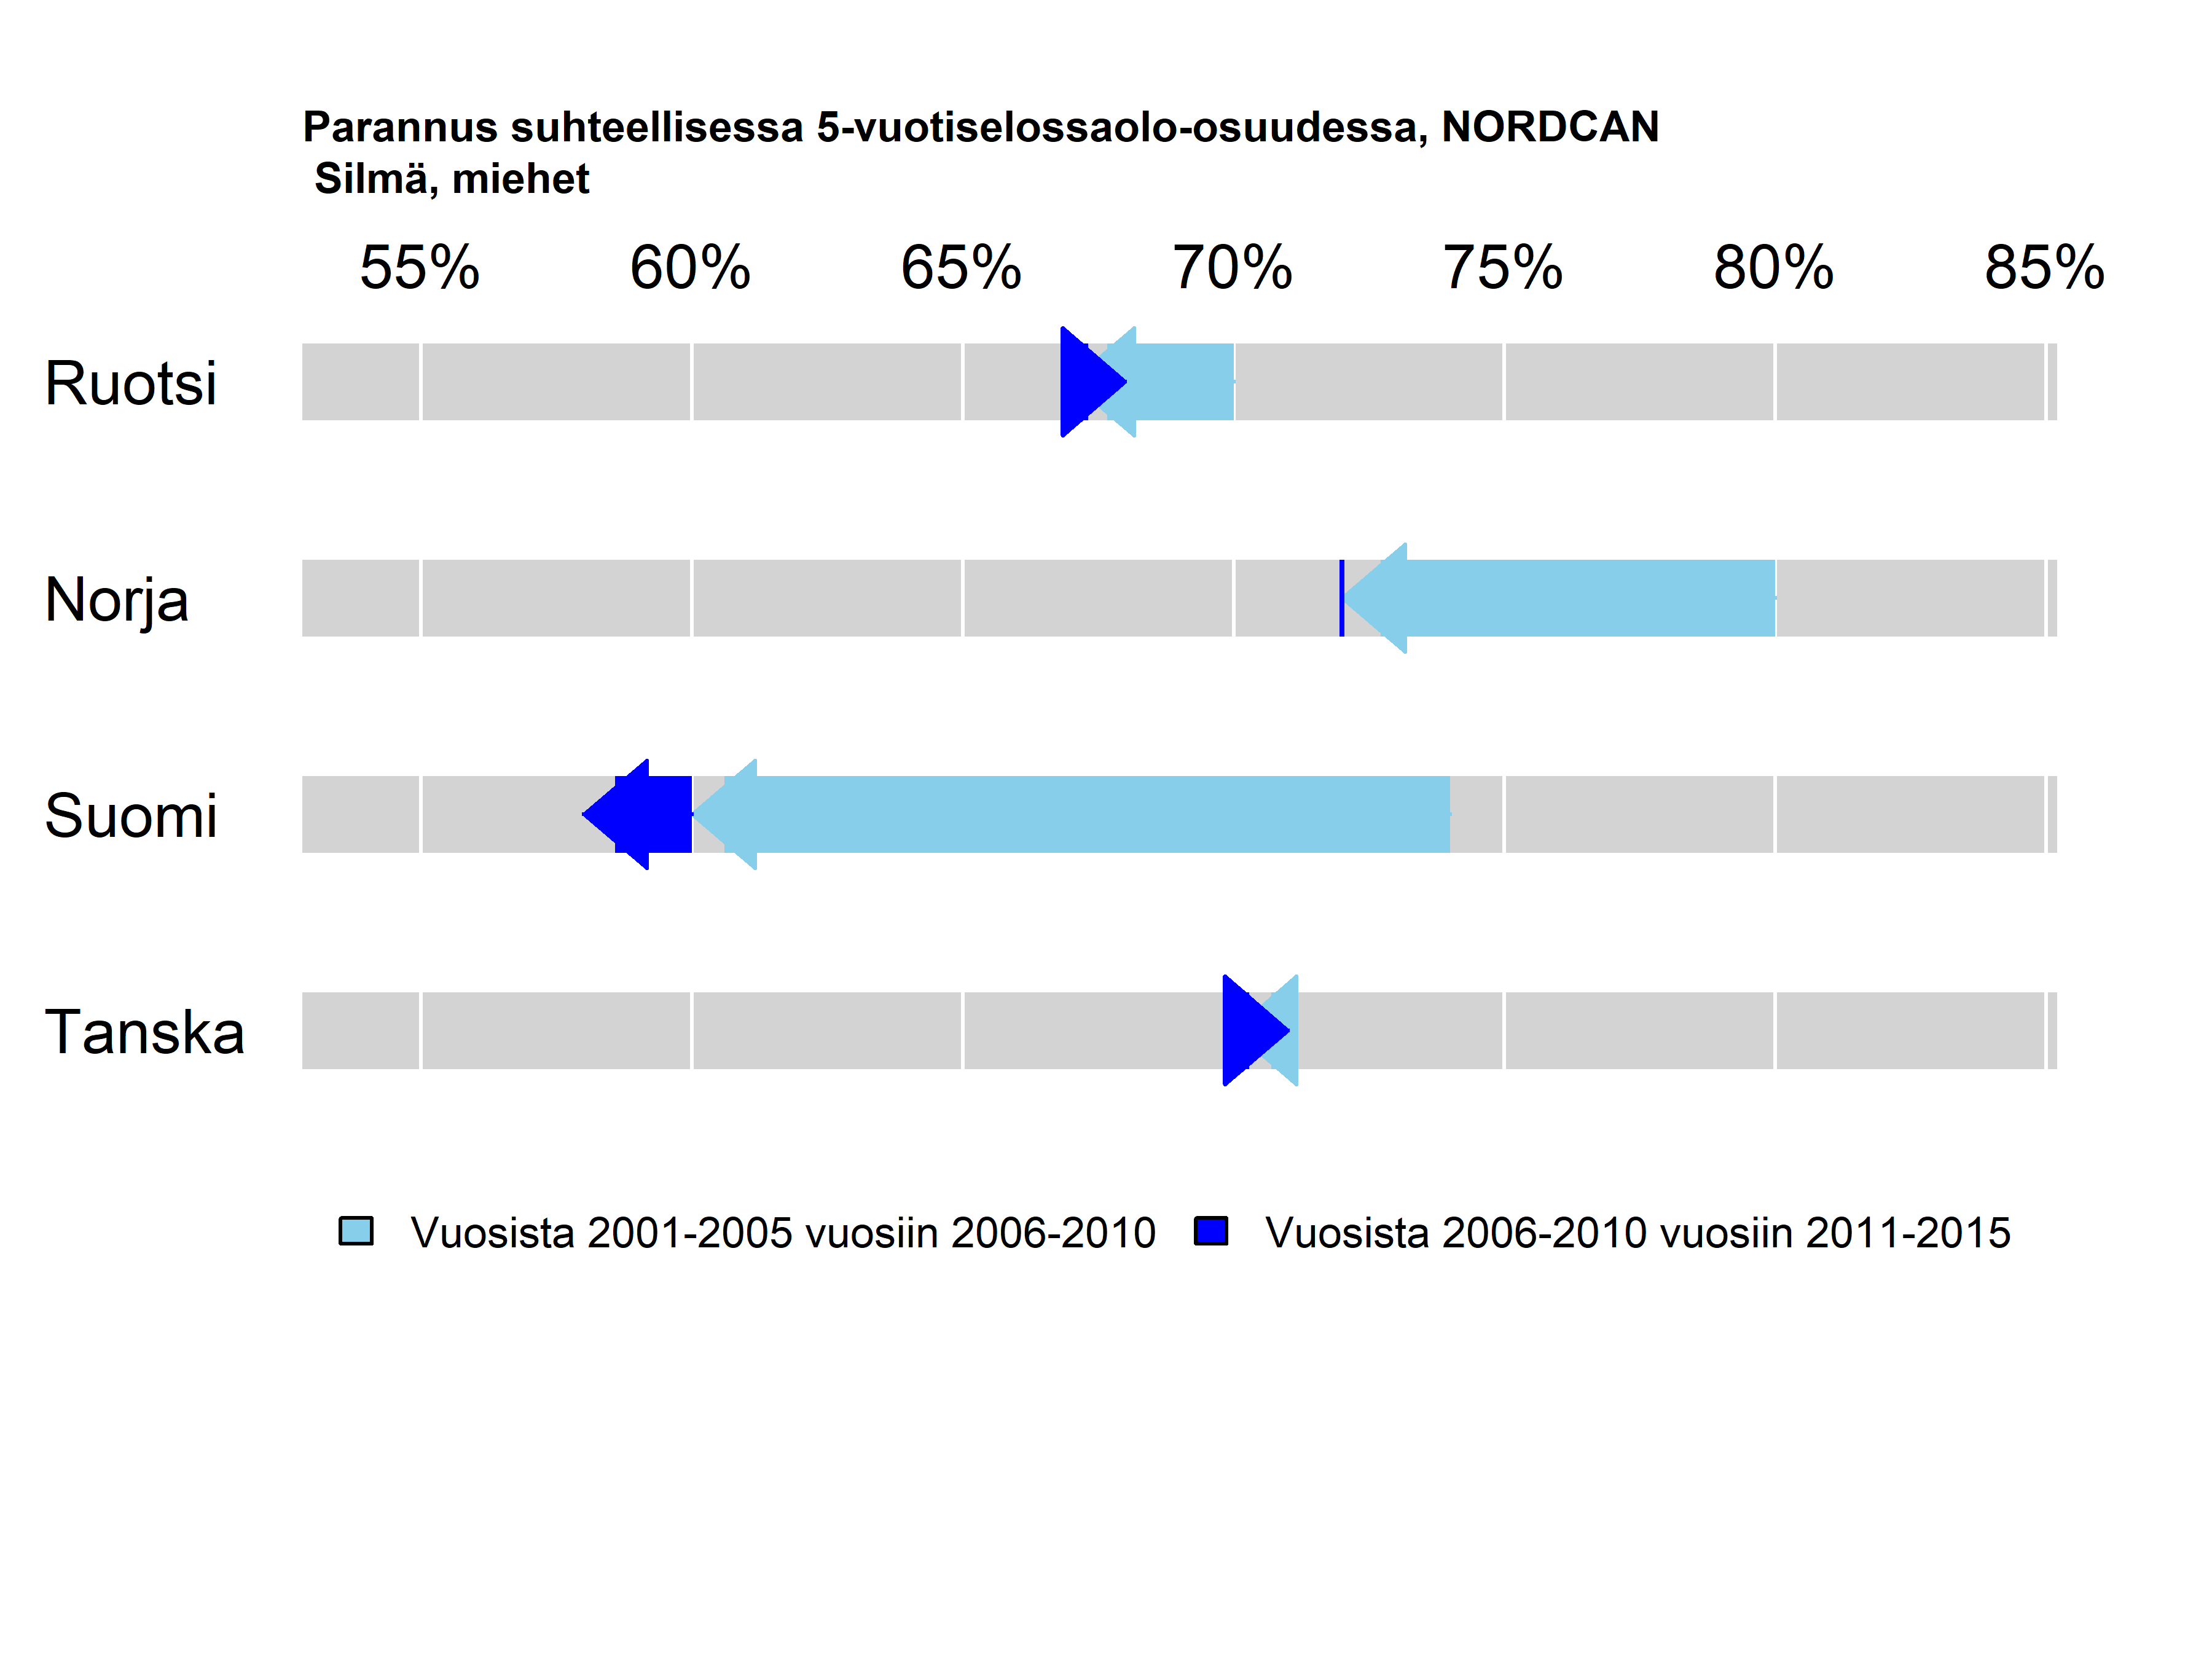 Parannus suhteellisessa 5-vuotiselossaolo-osuudessa, NORDCAN
Silmä, miehet
55% 60% 65% 70% 75% 80% 85%
Ruotsi
Norja
Suomi
Tanska
Vuosista 2001-2005 vuosiin 2006-2010 Vuosista 2006-2010 vuosiin 2011-2015